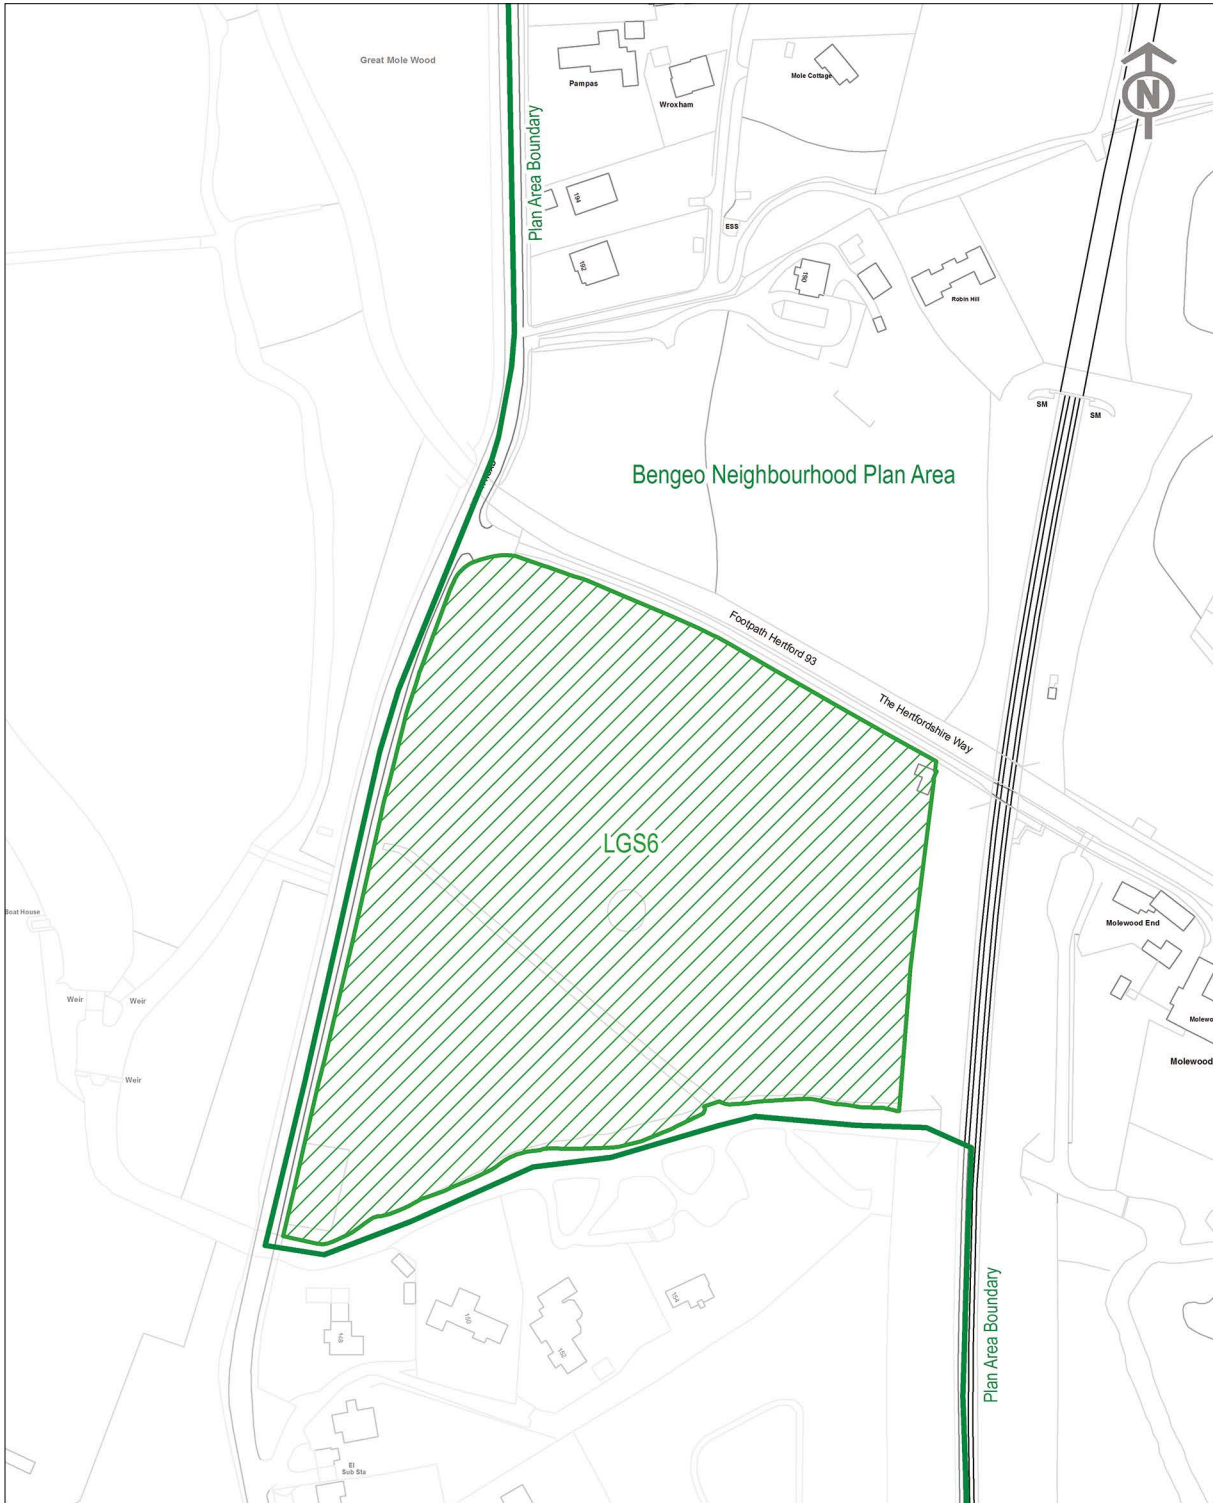 Great Mole Wood
Pampas
Wroxham
Mole Cottage
N
Plan Area Boundary
194
192
ESS
190
Robin Hill
SM
SM
Bengeo Neighbourhood Plan Area
Footpath Hertford 93
The Hertfordshire Way
LGS6
Boat House
Weir
Weir
Weir
Molewood End
Molewo
Molewood
148
150
152
154
Plan Area Boundary
El
Sub Sta